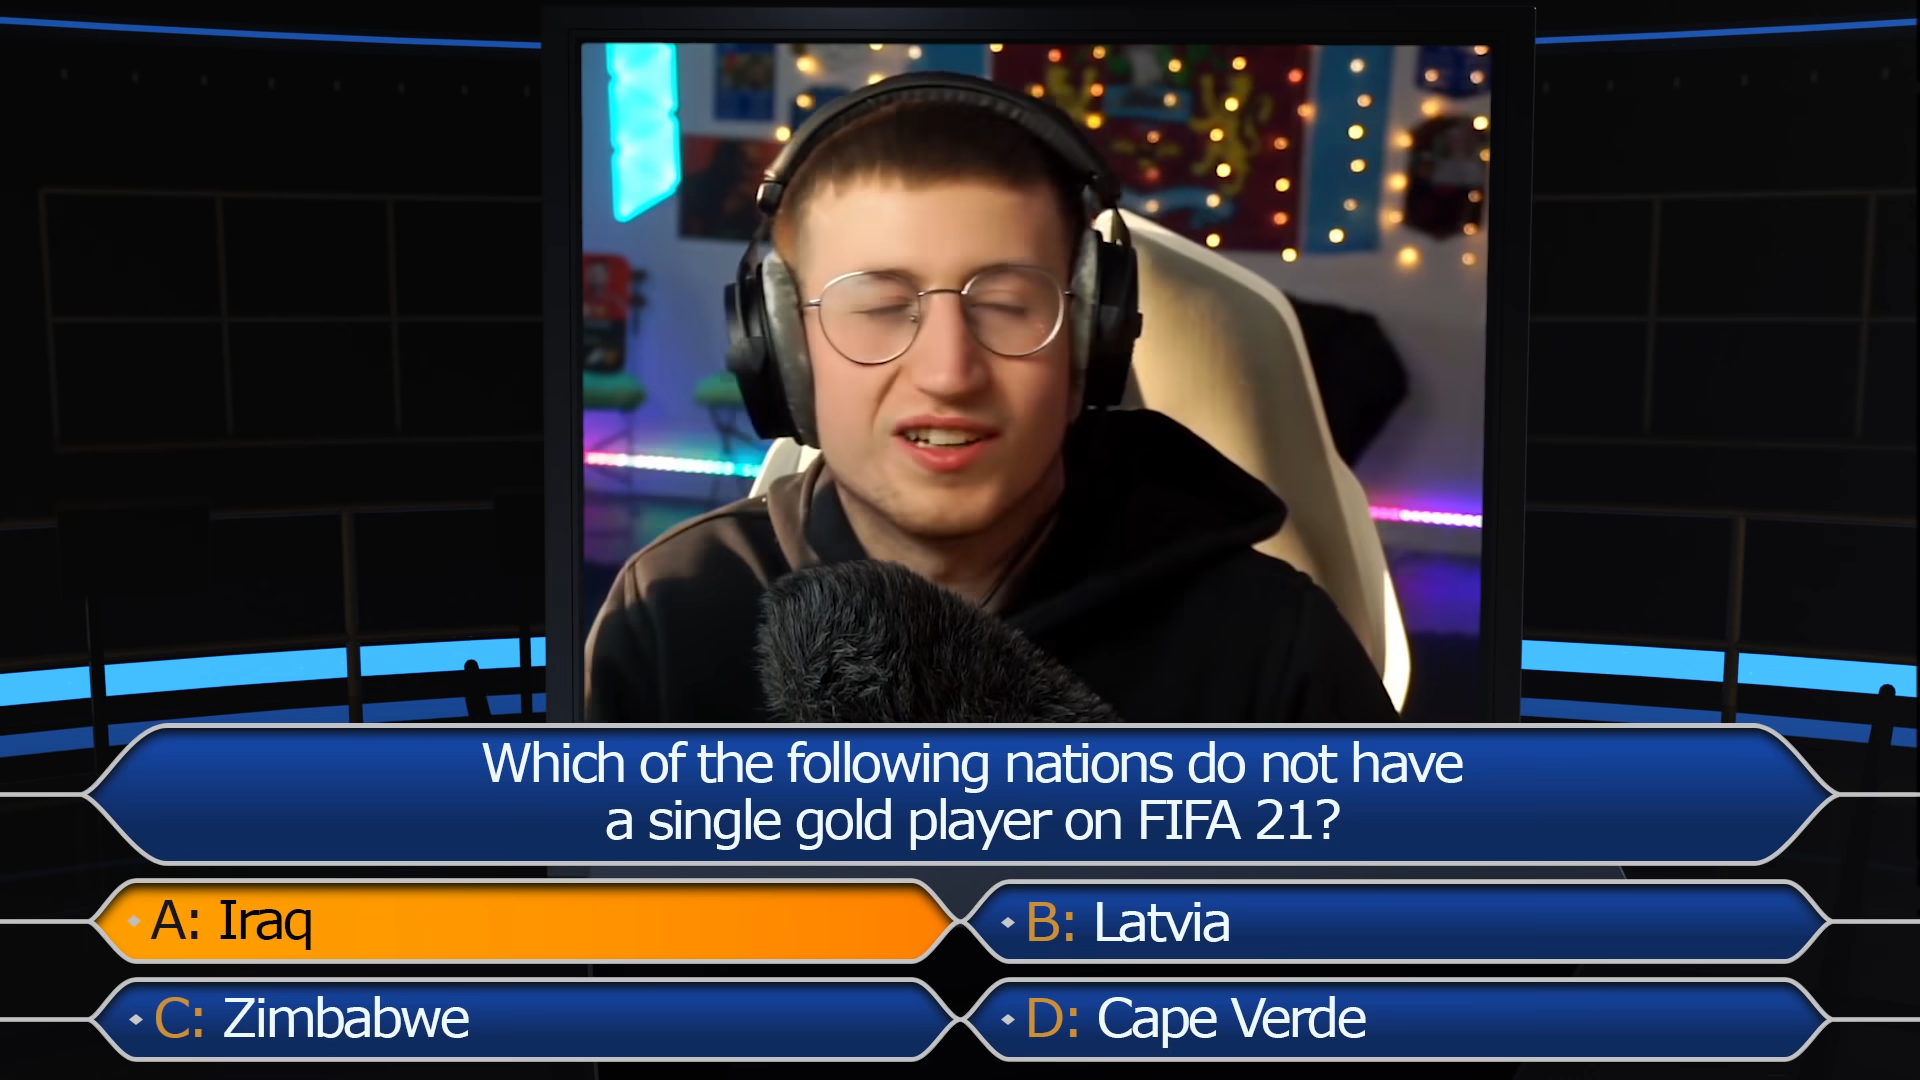 Which of the following nations do not have
a single gold player on FIFA 21?
A: Iraq
B: Latvia
C: Zimbabwe
D: Cape Verde